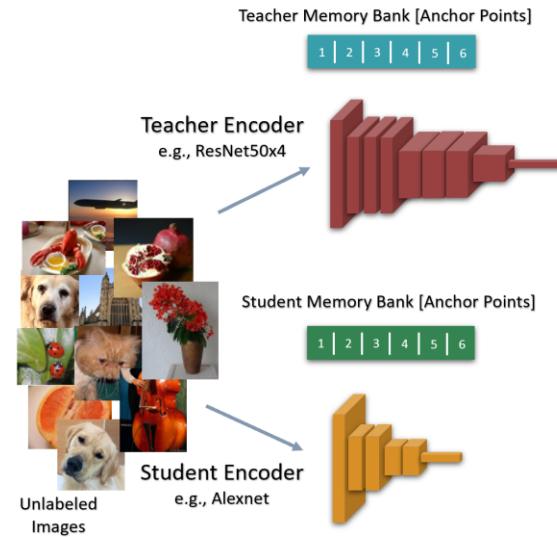 Teacher Memory Bank [Anchor Points]
1 2 3 4 5 6
Teacher Encoder
e.g., ResNet50x4
Student Memory Bank [Anchor Points]
1 2 3 4 5 6
Student Encoder
e.g., Alexnet
Unlabeled
Images